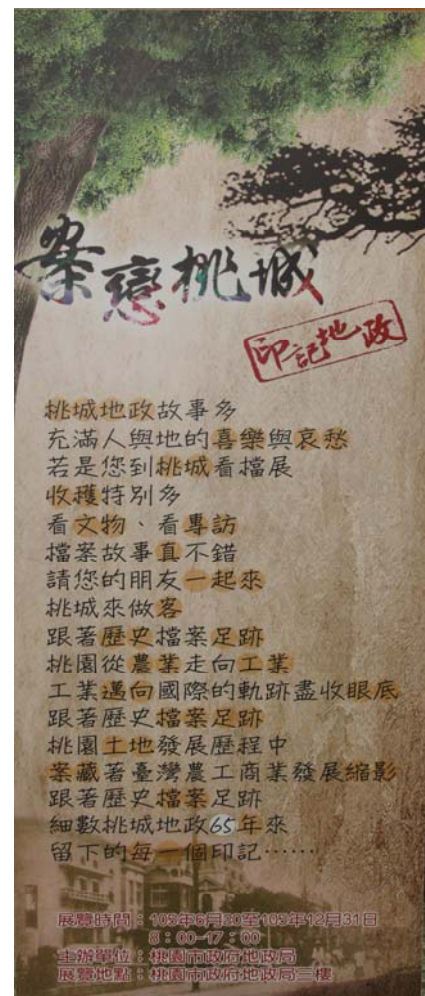 案戀桃城
印記地政
桃城地政故事多
充滿人與地的喜樂與哀愁
若是您到桃城看檔展
收穫特別多
看文物、看專訪
檔案故事真不錯
請您的朋友一起來
桃城來做客
跟著歷史檔案足跡
桃園從農業走向工業
工業邁向國際的軌跡盡收眼底
跟著歷史檔案足跡
桃園土地發展歷程中
案藏著臺灣農工商業發展縮影
跟著歷史檔案足跡
細數桃城地政65年來
留下的每一個印記⋯⋯
展覽時間：105年6月30至105年12月31日
8：00-17：00
主辦單位：桃園市政府地政局
展覽地點：桃園市政府地政局三樓